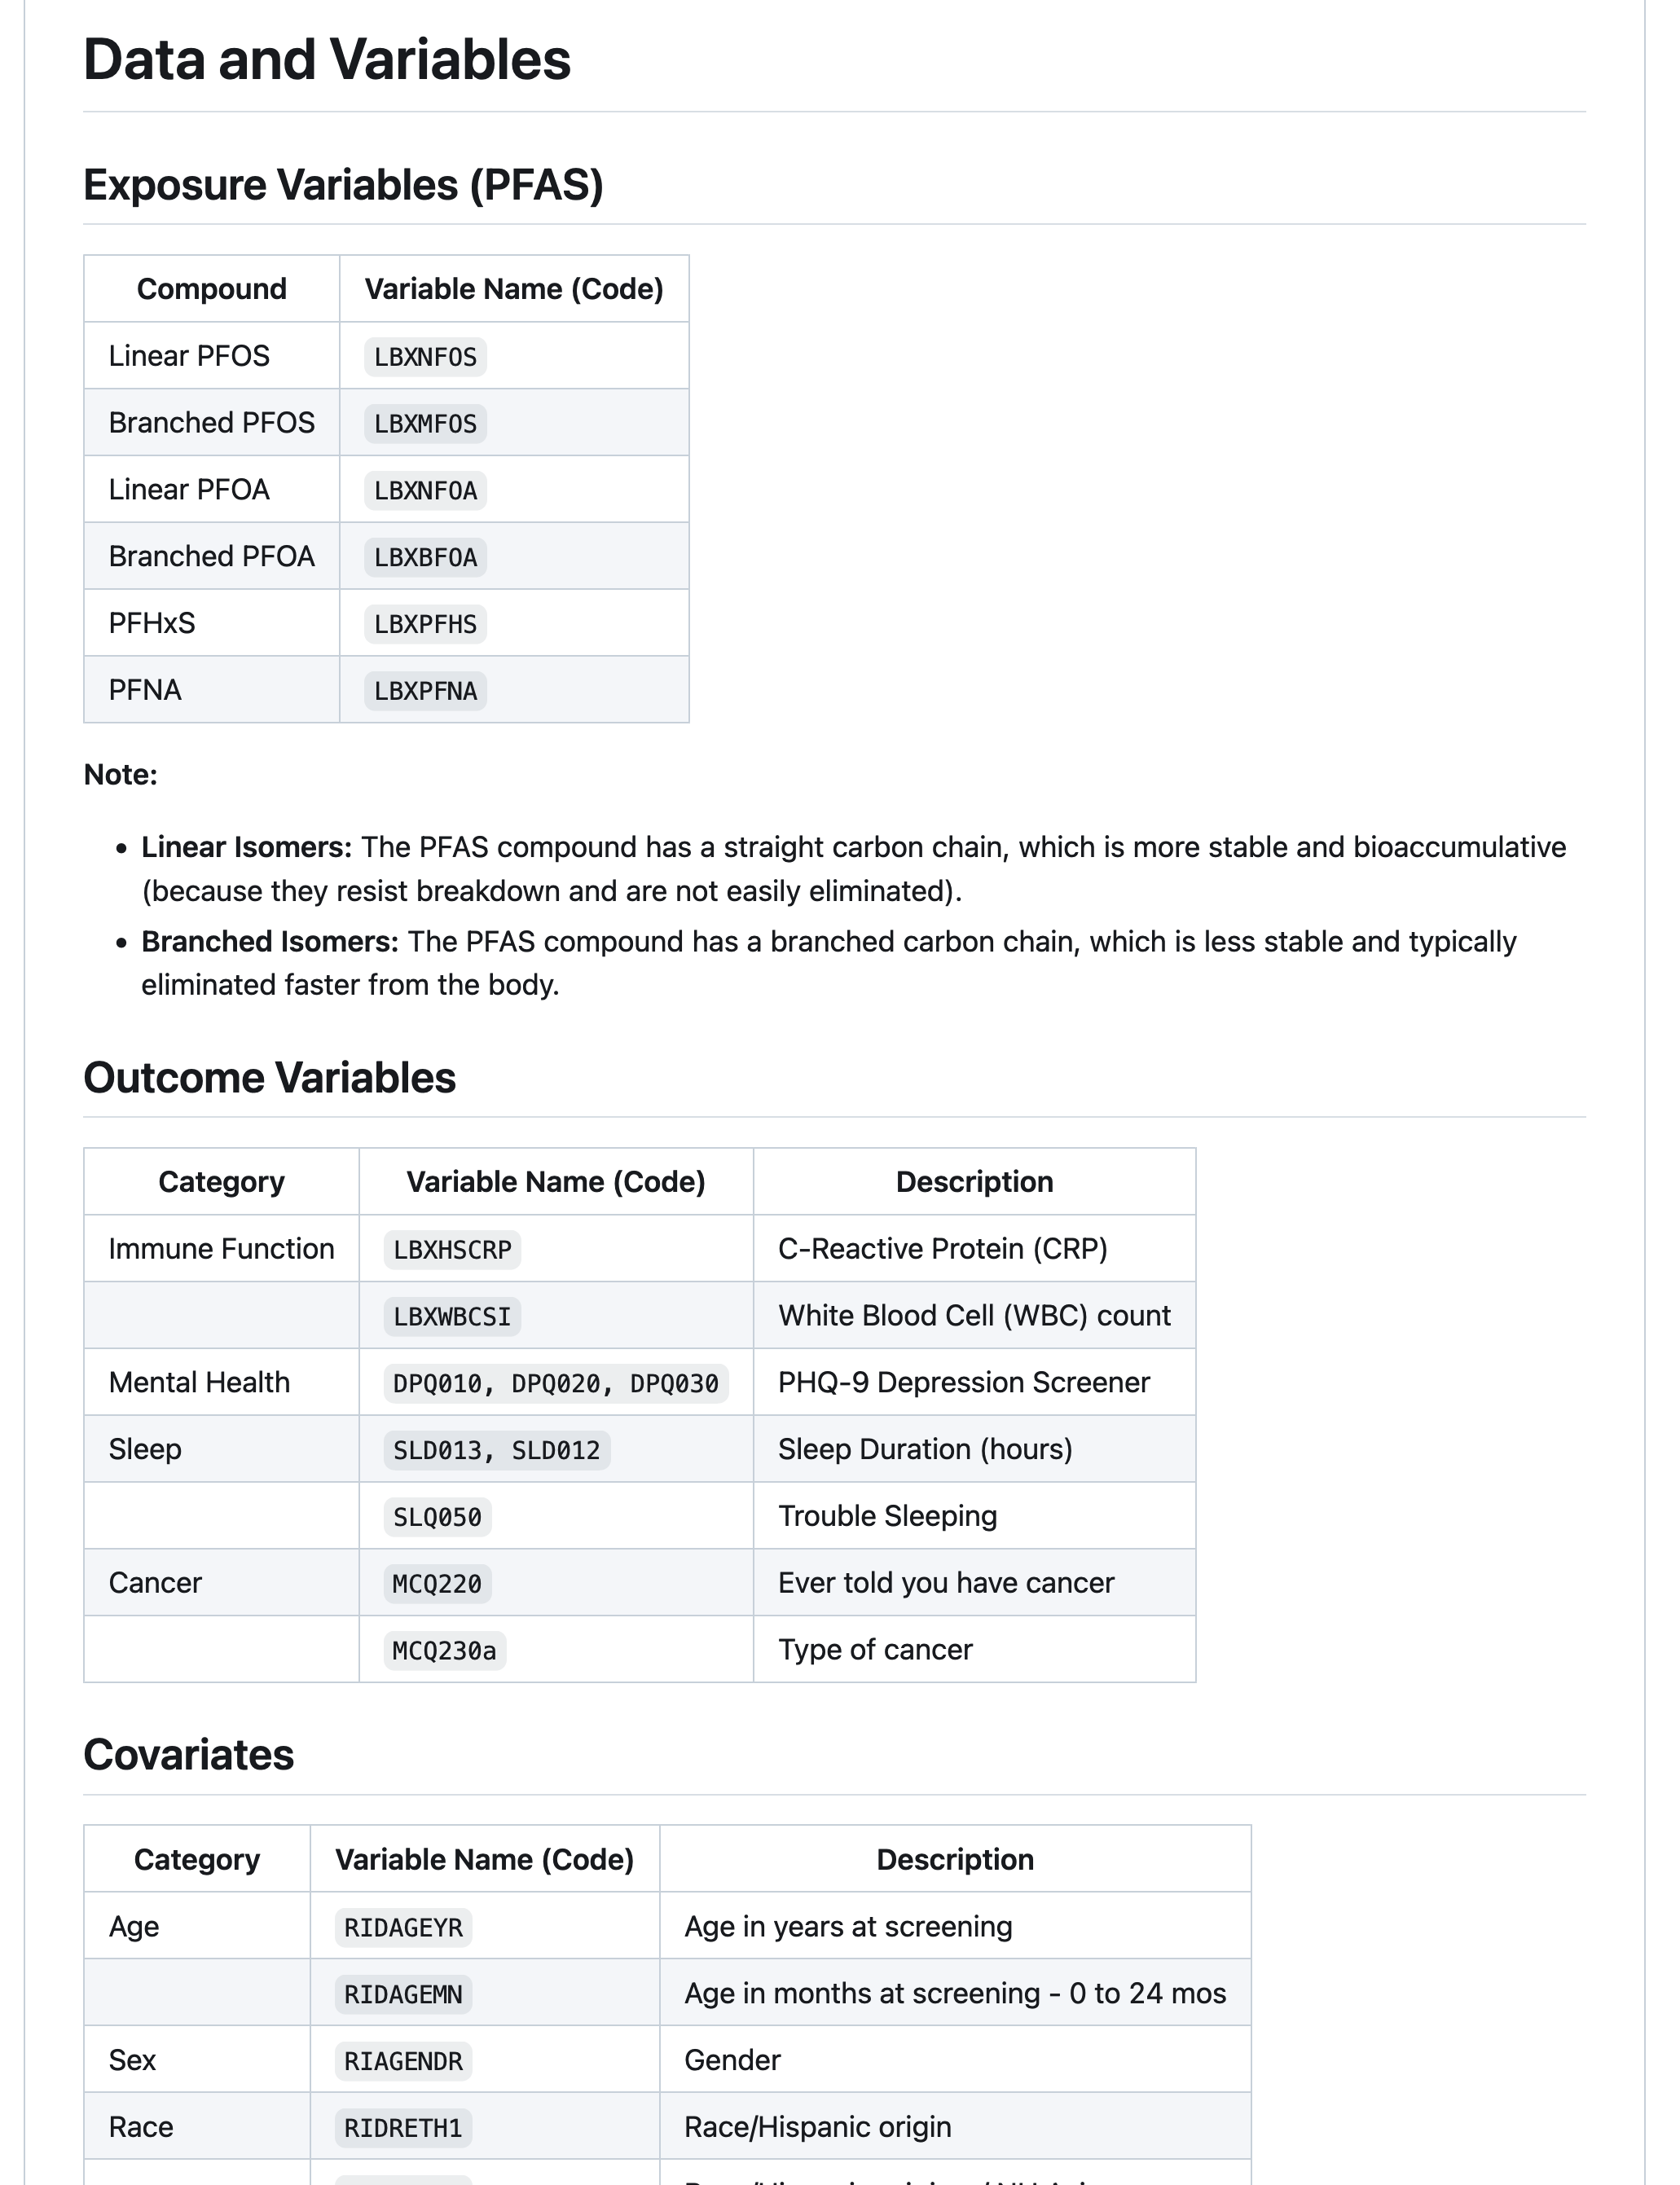 Data and Variables
Exposure Variables (PFAS)
Compound Variable Name (Code)
Linear PFOS LBXNFOS
Branched PFOS LBXMFOS
Linear PFOA LBXNFOA
Branched PFOA LBXBFOA
PFHxS LBXPFHS
PFNA LBXPFNA
Note:
• Linear Isomers: The PFAS compound has a straight carbon chain, which is more stable and bioaccumulative
(because they resist breakdown and are not easily eliminated).
• Branched Isomers: The PFAS compound has a branched carbon chain, which is less stable and typically
eliminated faster from the body.
Outcome Variables
Category Variable Name (Code) Description
Immune Function LBXHSCRP C-Reactive Protein (CRP)
LBXWBCSI White Blood Cell (WBC) count
Mental Health DPQ010, DPQ020, DPQ030 PHQ-9 Depression Screener
Sleep SLD013, SLD012 Sleep Duration (hours)
SLQ050 Trouble Sleeping
Cancer MCQ220 Ever told you have cancer
MCQ230a Type of cancer
Covariates
Category Variable Name (Code) Description
Age RIDAGEYR Age in years at screening
RIDAGEMN Age in months at screening - 0 to 24 mos
Sex RIAGENDR Gender
Race RIDRETH1 Race/Hispanic origin